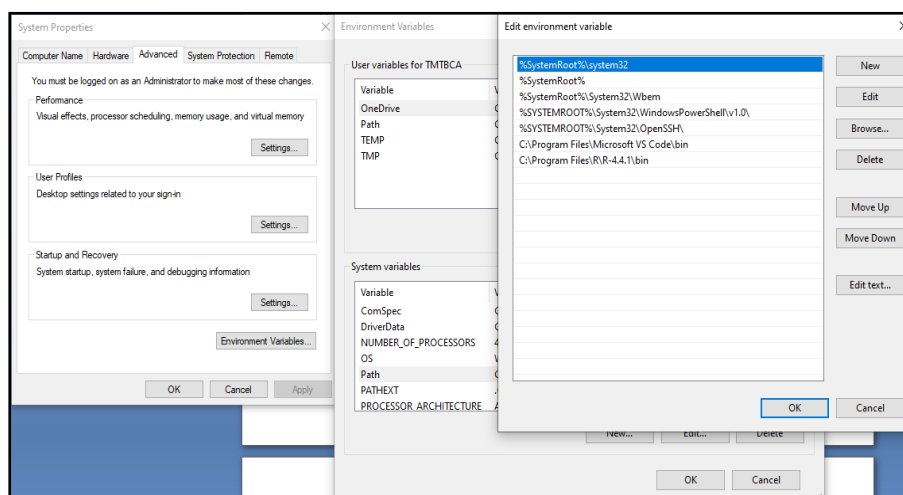 System Properties
Computer Name Hardware Advanced System Protection Remote
You must be logged on as an Administrator to make most of these changes.
Performance
Visual effects, processor scheduling, memory usage, and virtual memory
Settings...
User Profiles
Desktop settings related to your sign-in
Settings...
Startup and Recovery
System startup, system failure, and debugging information
Settings...
Environment Variables...
OK Cancel Apply
Environment Variables
User variables for TMTBCA
Variable
OneDrive
Path
TEMP
TMP
System variables
Variable
ComSpec
DriverData
NUMBER_OF_PROCESSORS 4
OS
Path
PATHEXT
PROCESSOR_ARCHITECTURE
New... Edit... Delete
OK Cancel
Edit environment variable
%SystemRoot%\system32
%SystemRoot%
%SystemRoot%\System32\Wbem
%SYSTEMROOT%\System32\WindowsPowerShell\v1.0\
%SYSTEMROOT%\System32\OpenSSH\
C:\Program Files\Microsoft VS Code\bin
C:\Program Files\R\R-4.4.1\bin
New
Edit
Browse...
Delete
Move Up
Move Down
Edit text...
OK Cancel